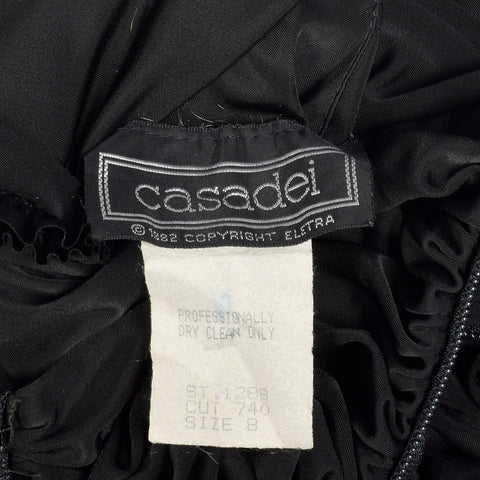 casadei
© 1982 COPYRIGHT ELETRA
PROFESSIONALLY
DRY CLEAN ONLY
ST. 1288
CUT 740
SIZE 8